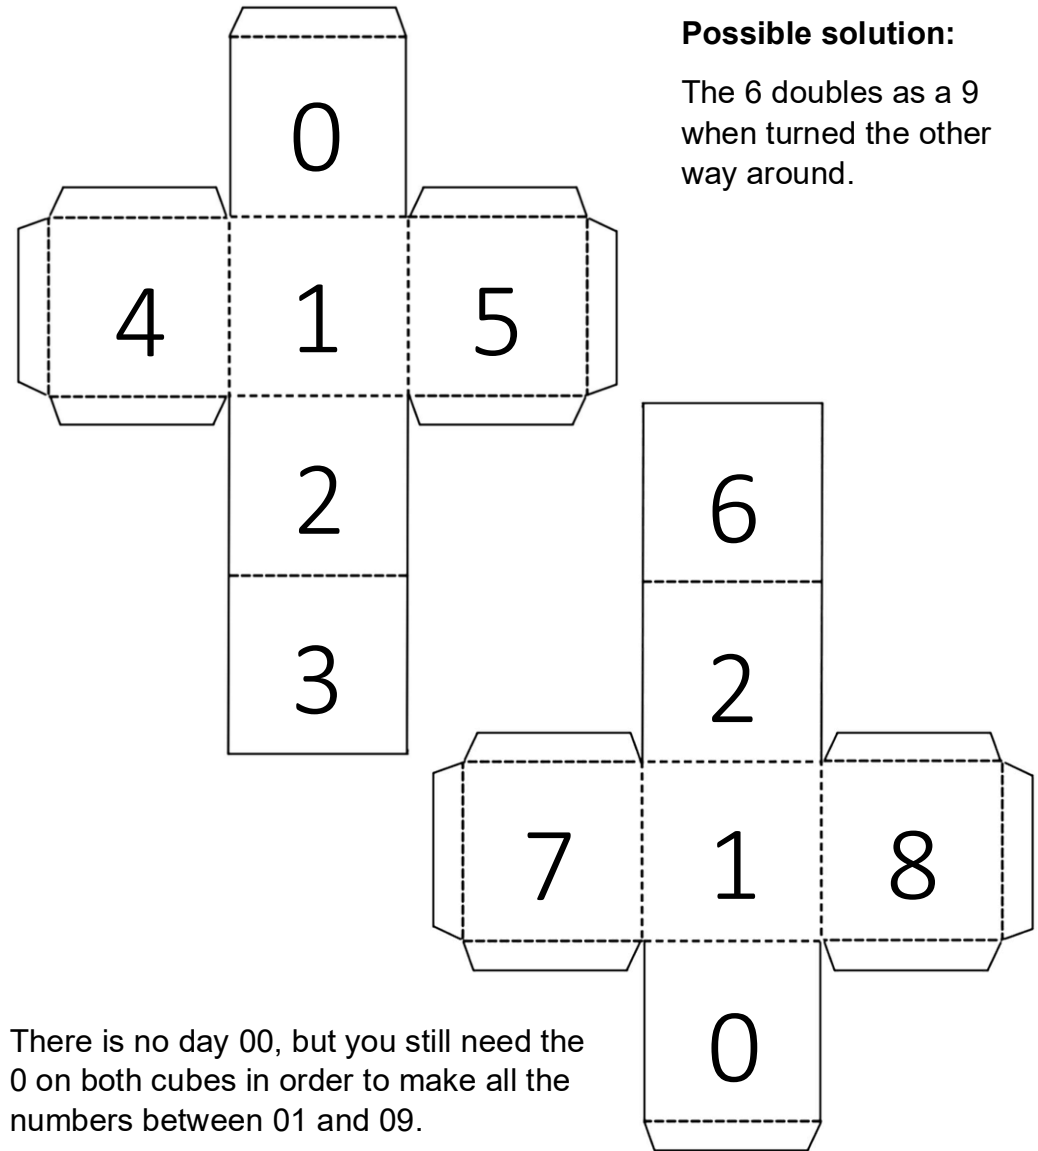 Possible solution:
The 6 doubles as a 9
when turned the other
way around.
0
4 1 5
2
3
6
2
7 1 8
0
There is no day 00, but you still need the
0 on both cubes in order to make all the
numbers between 01 and 09.